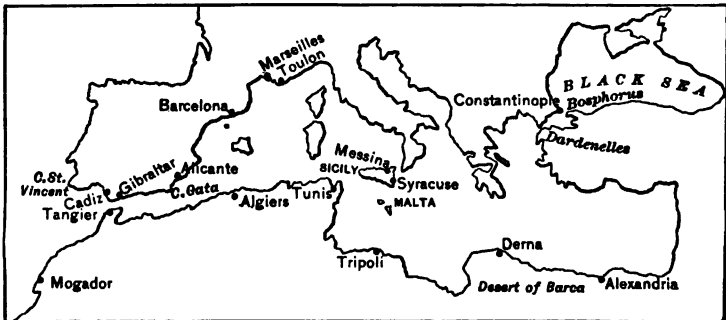 Marseilles
Toulon
BLACK SEA
Constantinople
Bosphorus
Barcelona
Dardenelles
Messina
SICILY
Syracuse
MALTA
C. St.
Vincent
Cadiz
Gibraltar
Alicante
C. Gata
Tangier
Algiers
Tunis
Tripoli
Derna
Mogador
Desert of Barca
Alexandria